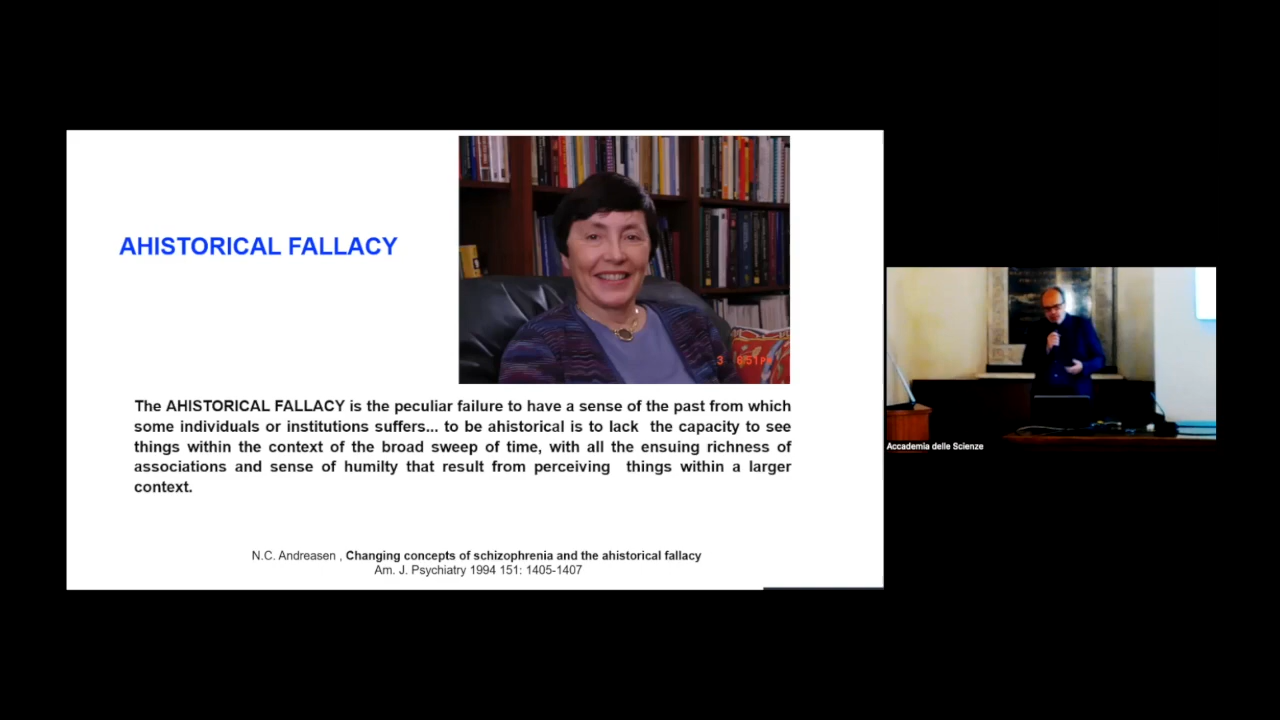 AHISTORICAL FALLACY
3 6:51PM
The AHISTORICAL FALLACY is the peculiar failure to have a sense of the past from which
some individuals or institutions suffers... to be ahistorical is to lack the capacity to see
things within the context of the broad sweep of time, with all the ensuing richness of
associations and sense of humilty that result from perceiving things within a larger
context.
N.C. Andreasen , Changing concepts of schizophrenia and the ahistorical fallacy
Am. J. Psychiatry 1994 151: 1405-1407
Accademia delle Scienze